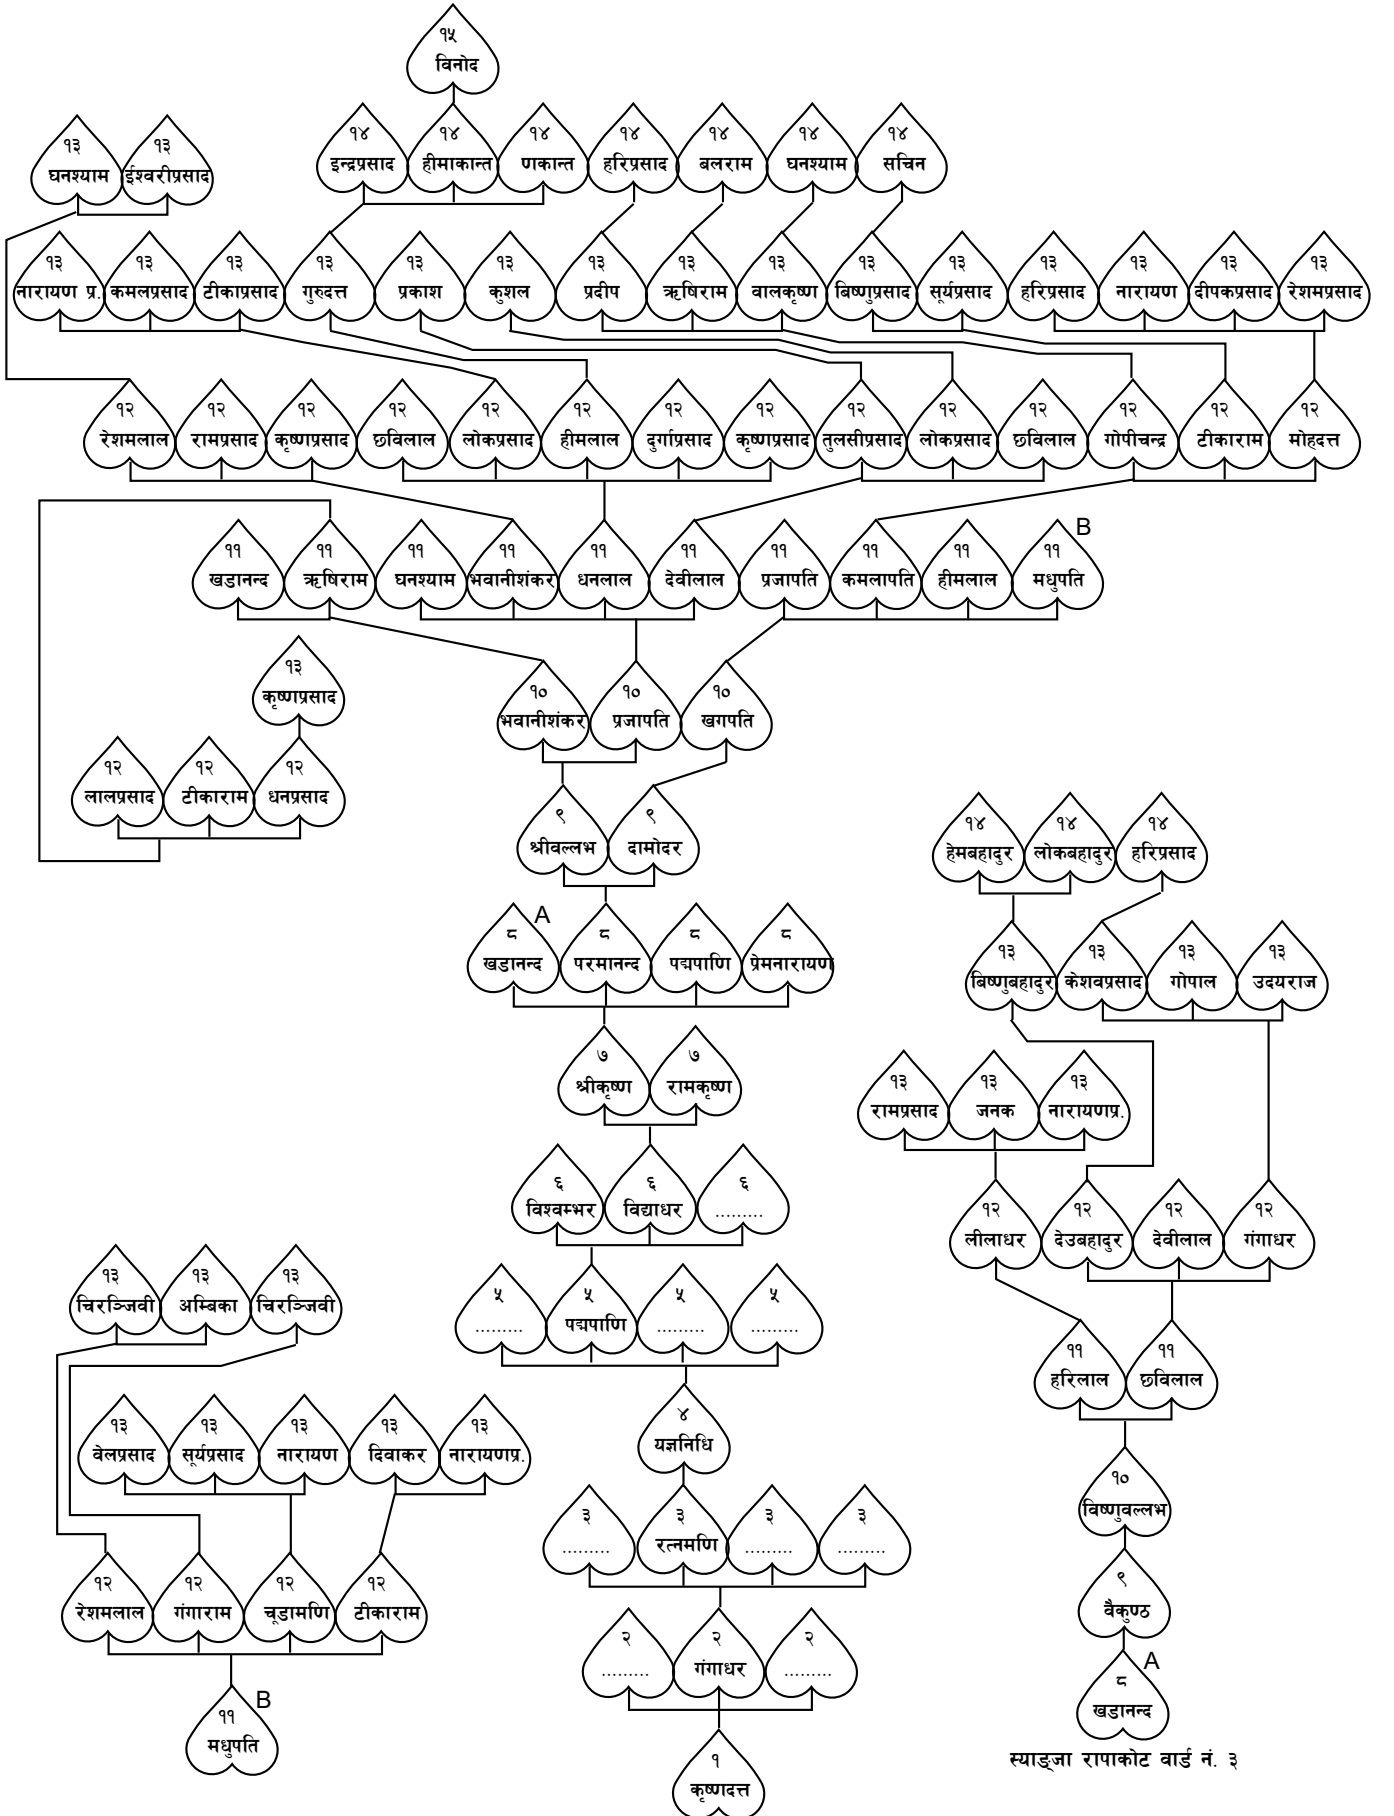 १५
विनोद
१४ १४ १४ १४ १४ १४ १४
इन्द्रप्रसाद हीमाकान्त णकान्त हरिप्रसाद बलराम घनश्याम सचिन
१३ १३
घनश्याम ईश्वरीप्रसाद
१३ १३ १३ १३ १३ १३ १३ १३ १३ १३ १३ १३ १३ १३ १३
नारायण प्र. कमलप्रसाद टीकाप्रसाद गुरुदत्त प्रकाश कुशल प्रदीप ऋषिराम वालकृष्ण बिष्णुप्रसाद सूर्यप्रसाद हरिप्रसाद नारायण दीपकप्रसाद रेशमप्रसाद
१२ १२ १२ १२ १२ १२ १२ १२ १२ १२ १२ १२ १२ १२
रेशमलाल रामप्रसाद कृष्णप्रसाद छविलाल लोकप्रसाद हीमलाल दुर्गाप्रसाद कृष्णप्रसाद तुलसीप्रसाद लोकप्रसाद छविलाल गोपीचन्द्र टीकाराम मोहदत्त
B
११ ११ ११ ११ ११ ११ ११ ११ ११ ११
खडानन्द ऋषिराम घनश्याम भवानीशंकर धनलाल देवीलाल प्रजापति कमलापति हीमलाल मधुपति
१३
कृष्णप्रसाद
१० १० १०
भवानीशंकर प्रजापति खगपति
१२ १२ १२
लालप्रसाद टीकाराम धनप्रसाद
९ ९
श्रीवल्लभ दामोदर
१४ १४ १४
हेमबहादुर लोकबहादुर हरिप्रसाद
A
८ ८ ८ ८
खडानन्द परमानन्द पद्मपाणि प्रेमनारायण
१३ १३ १३ १३
बिष्णुबहादुर केशवप्रसाद गोपाल उदयराज
७ ७
श्रीकृष्ण रामकृष्ण
१३ १३ १३
रामप्रसाद जनक नारायणप्र.
६ ६ ६
विश्वम्भर विद्याधर .........
१२ १२ १२ १२
लीलाधर देउबहादुर देवीलाल गंगाधर
१३ १३ १३
चिरञ्जिवी अम्बिका चिरञ्जिवी
५ ५ ५ ५
......... पद्मपाणि ......... .........
११ ११
हरिलाल छविलाल
१३ १३ १३ १३ १३
वेलप्रसाद सूर्यप्रसाद नारायण दिवाकर नारायणप्र.
४
यज्ञनिधि
१०
विष्णुवल्लभ
३ ३ ३ ३
......... रत्नमणि ......... .........
१२ १२ १२ १२
रेशमलाल गंगाराम चूडामणि टीकाराम
९
वैकुण्ठ
२ २ २
......... गंगाधर .........
A
८
खडानन्द
B
११
मधुपति
१
कृष्णदत्त
स्याङ्जा रापाकोट वार्ड नं. ३